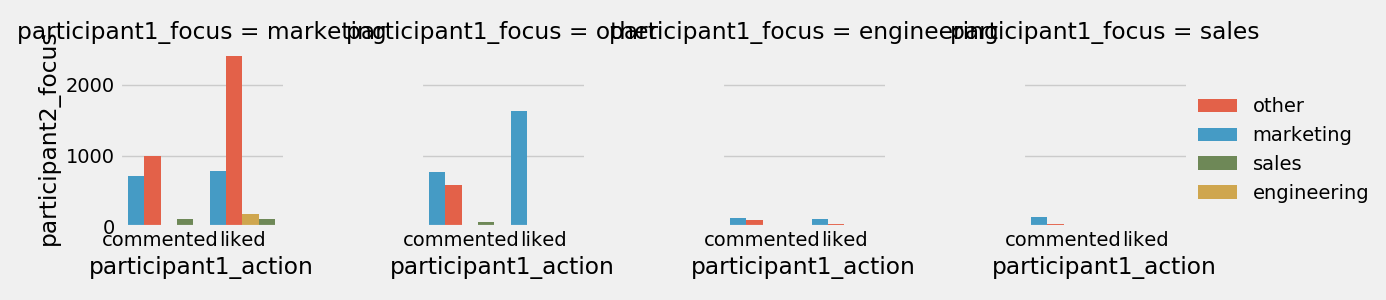 participant1_focus = marketing
participant1_focus = other
participant1_focus = engineering
participant1_focus = sales
participant2_focus
2000
1000
0
commented liked
commented liked
commented liked
commented liked
participant1_action
participant1_action
participant1_action
participant1_action
other
marketing
sales
engineering